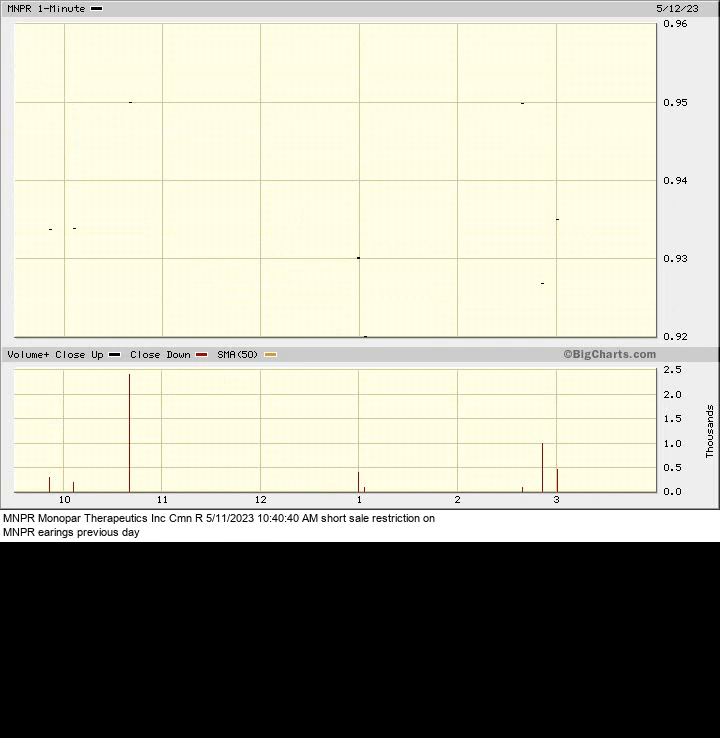 MNPR 1-Minute 5/12/23
0.96
0.95
0.94
0.93
0.92
Volume+ Close Up Close Down SMA(50) ©BigCharts.com
2.5
2.0
1.5
1.0
0.5
0.0
Thousands
10 11 12 1 2 3
MNPR Monopar Therapeutics Inc Cmn R 5/11/2023 10:40:40 AM short sale restriction on
MNPR earings previous day